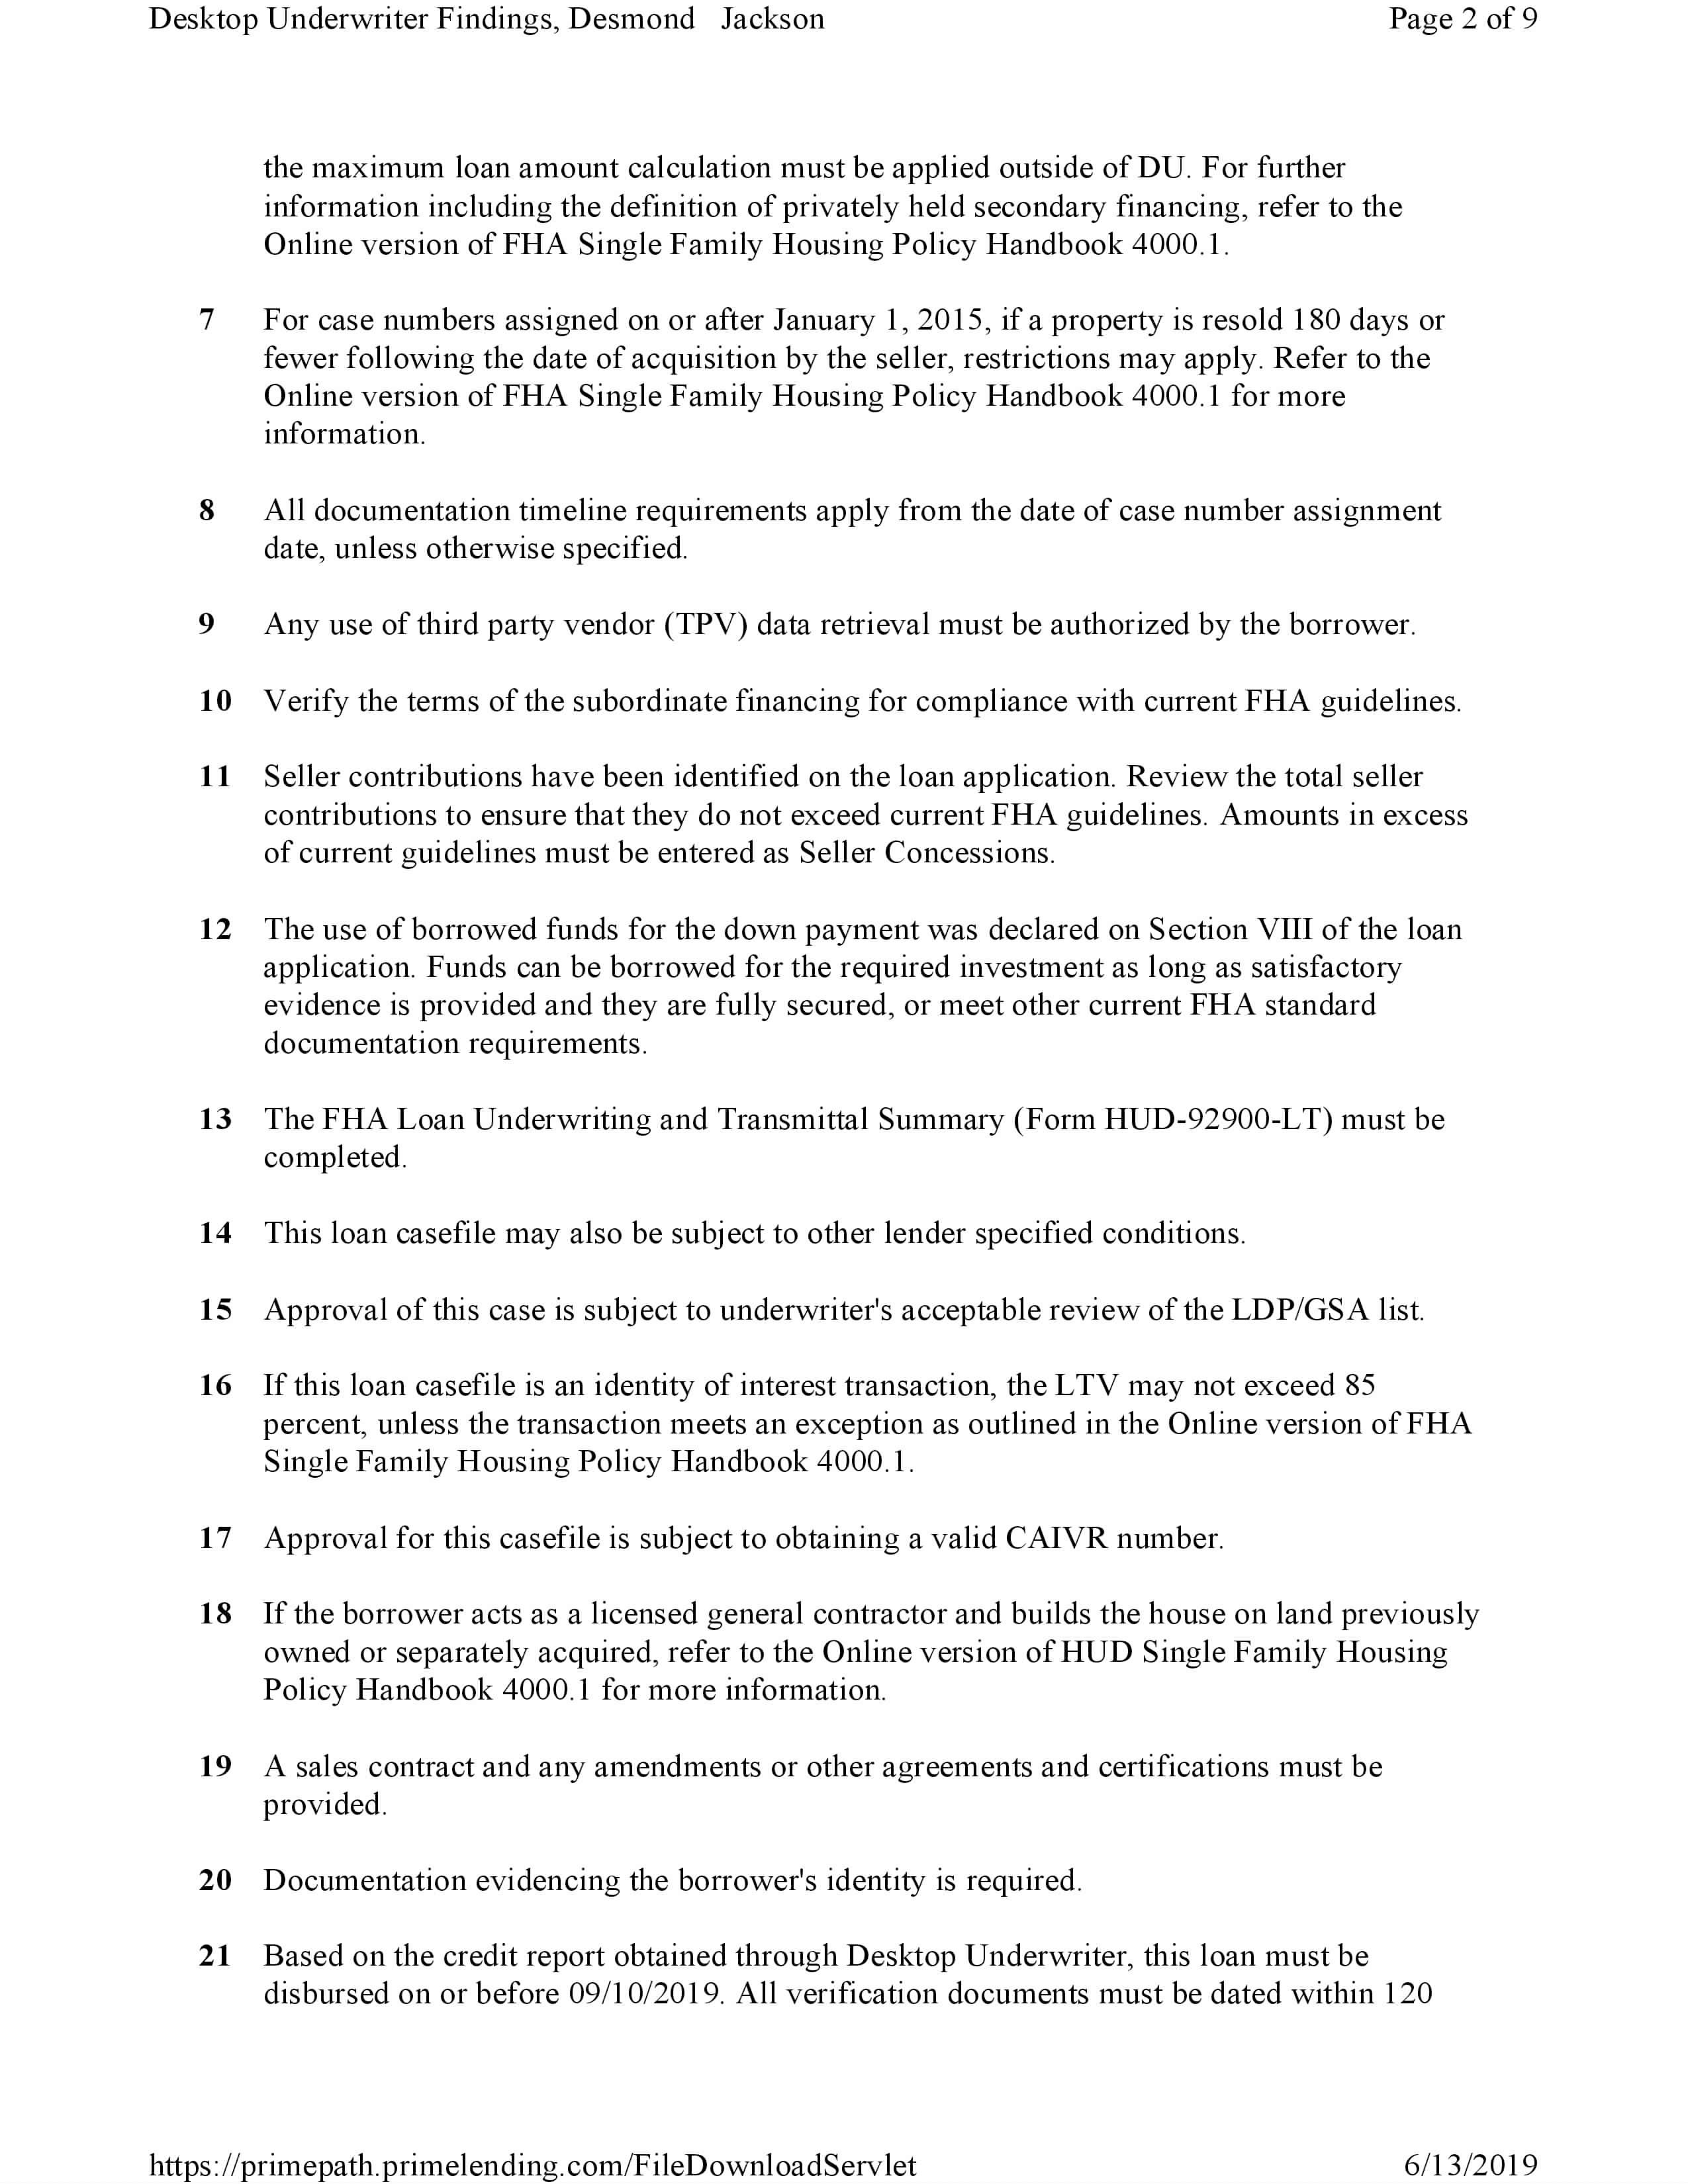 Desktop Underwriter Findings, Desmond Jackson Page 2 of 9
the maximum loan amount calculation must be applied outside of DU. For further
information including the definition of privately held secondary financing, refer to the
Online version of FHA Single Family Housing Policy Handbook 4000.1.
7 For case numbers assigned on or after January 1, 2015, if a property is resold 180 days or
fewer following the date of acquisition by the seller, restrictions may apply. Refer to the
Online version of FHA Single Family Housing Policy Handbook 4000.1 for more
information.
8 All documentation timeline requirements apply from the date of case number assignment
date, unless otherwise specified.
9 Any use of third party vendor (TPV) data retrieval must be authorized by the borrower.
10 Verify the terms of the subordinate financing for compliance with current FHA guidelines.
11 Seller contributions have been identified on the loan application. Review the total seller
contributions to ensure that they do not exceed current FHA guidelines. Amounts in excess
of current guidelines must be entered as Seller Concessions.
12 The use of borrowed funds for the down payment was declared on Section VIII of the loan
application. Funds can be borrowed for the required investment as long as satisfactory
evidence is provided and they are fully secured, or meet other current FHA standard
documentation requirements.
13 The FHA Loan Underwriting and Transmittal Summary (Form HUD-92900-LT) must be
completed.
14 This loan casefile may also be subject to other lender specified conditions.
15 Approval of this case is subject to underwriter's acceptable review of the LDP/GSA list.
16 If this loan casefile is an identity of interest transaction, the LTV may not exceed 85
percent, unless the transaction meets an exception as outlined in the Online version of FHA
Single Family Housing Policy Handbook 4000.1.
17 Approval for this casefile is subject to obtaining a valid CAIVR number.
18 If the borrower acts as a licensed general contractor and builds the house on land previously
owned or separately acquired, refer to the Online version of HUD Single Family Housing
Policy Handbook 4000.1 for more information.
19 A sales contract and any amendments or other agreements and certifications must be
provided.
20 Documentation evidencing the borrower's identity is required.
21 Based on the credit report obtained through Desktop Underwriter, this loan must be
disbursed on or before 09/10/2019. All verification documents must be dated within 120
https://primepath.primelending.com/FileDownloadServlet 6/13/2019